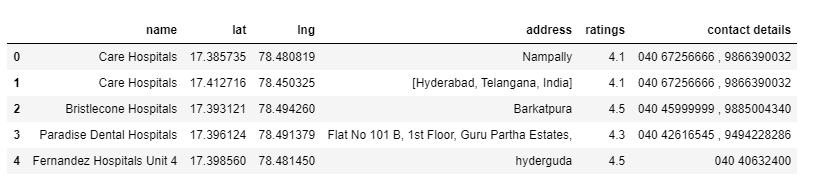 name lat lng address ratings contact details
0 Care Hospitals 17.385735 78.480819 Nampally 4.1 040 67256666 , 9866390032
1 Care Hospitals 17.412716 78.450325 [Hyderabad, Telangana, India] 4.1 040 67256666 , 9866390032
2 Bristlecone Hospitals 17.393121 78.494260 Barkatpura 4.5 040 45999999 , 9885004340
3 Paradise Dental Hospitals 17.396124 78.491379 Flat No 101 B, 1st Floor, Guru Partha Estates, 4.3 040 42616545 , 9494228286
4 Fernandez Hospitals Unit 4 17.398560 78.481450 hyderguda 4.5 040 40632400